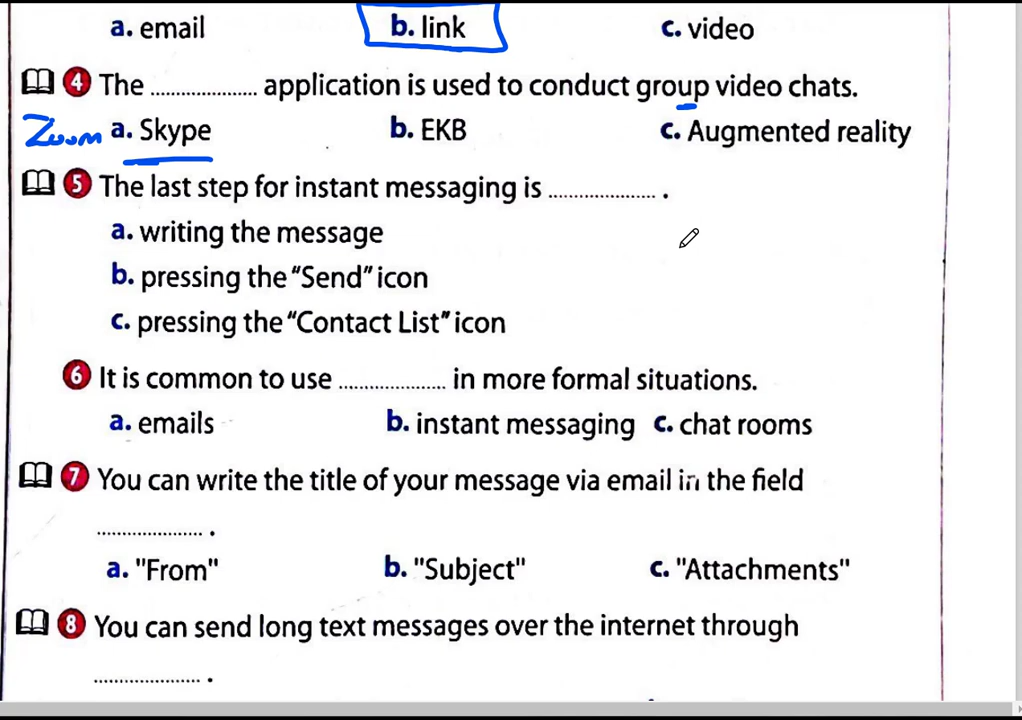 a. email b. link c. video
4 The .................... application is used to conduct group video chats.
Zoom a. Skype b. EKB c. Augmented reality
5 The last step for instant messaging is .................... .
a. writing the message
b. pressing the "Send" icon
c. pressing the "Contact List" icon
6 It is common to use .................... in more formal situations.
a. emails b. instant messaging c. chat rooms
7 You can write the title of your message via email in the field
.................... .
a. "From" b. "Subject" c. "Attachments"
8 You can send long text messages over the internet through
.................... .